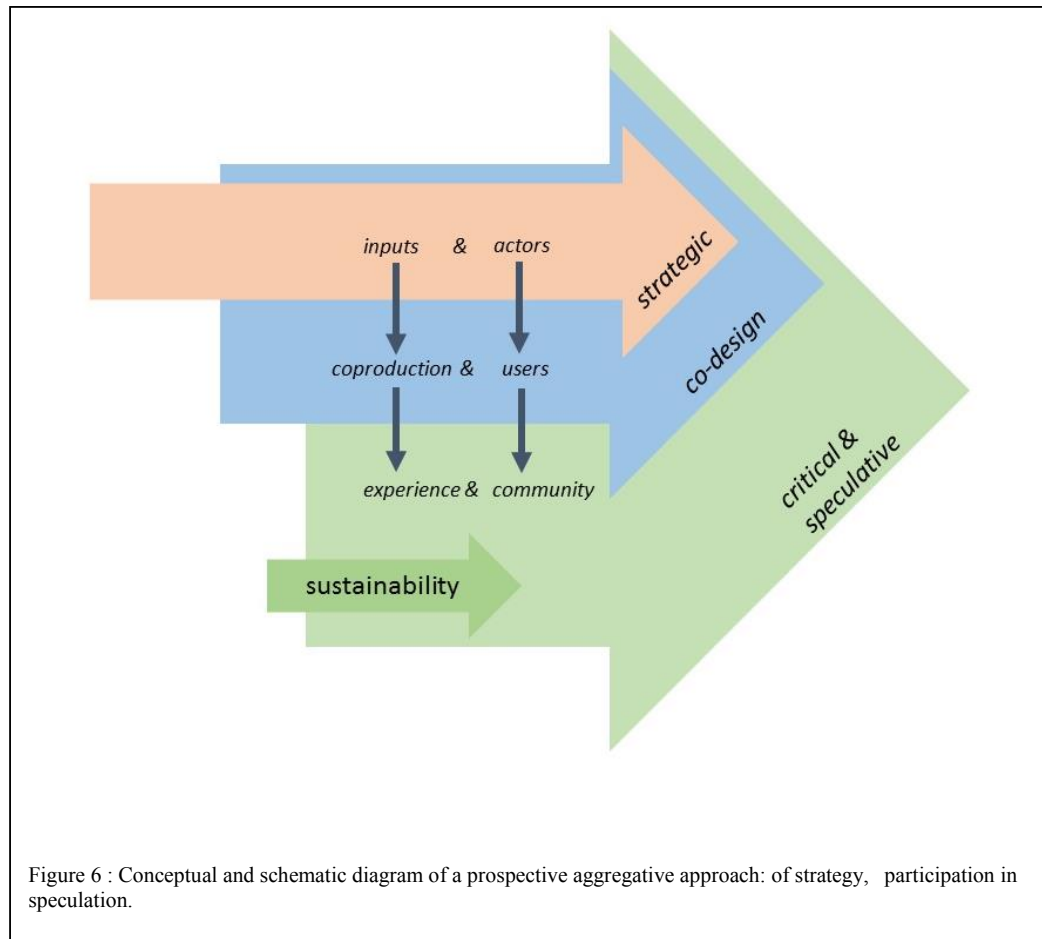 inputs & actors
strategic
coproduction & users
co-design
experience & community
critical &
speculative
sustainability
Figure 6 : Conceptual and schematic diagram of a prospective aggregative approach: of strategy, participation in
speculation.